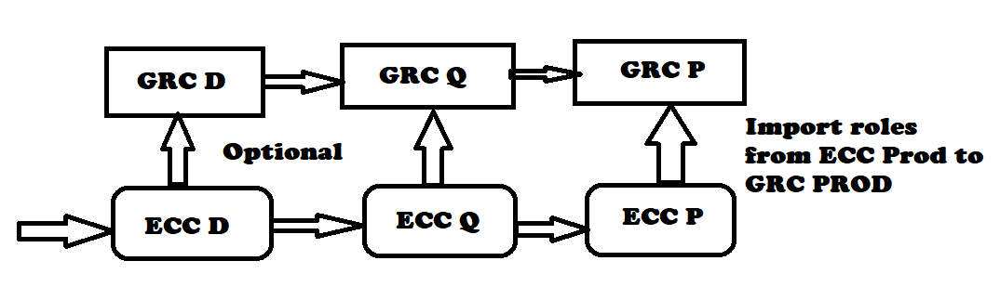 GRC D
GRC Q
GRC P
Optional
Import roles
from ECC Prod to
GRC PROD
ECC D
ECC Q
ECC P